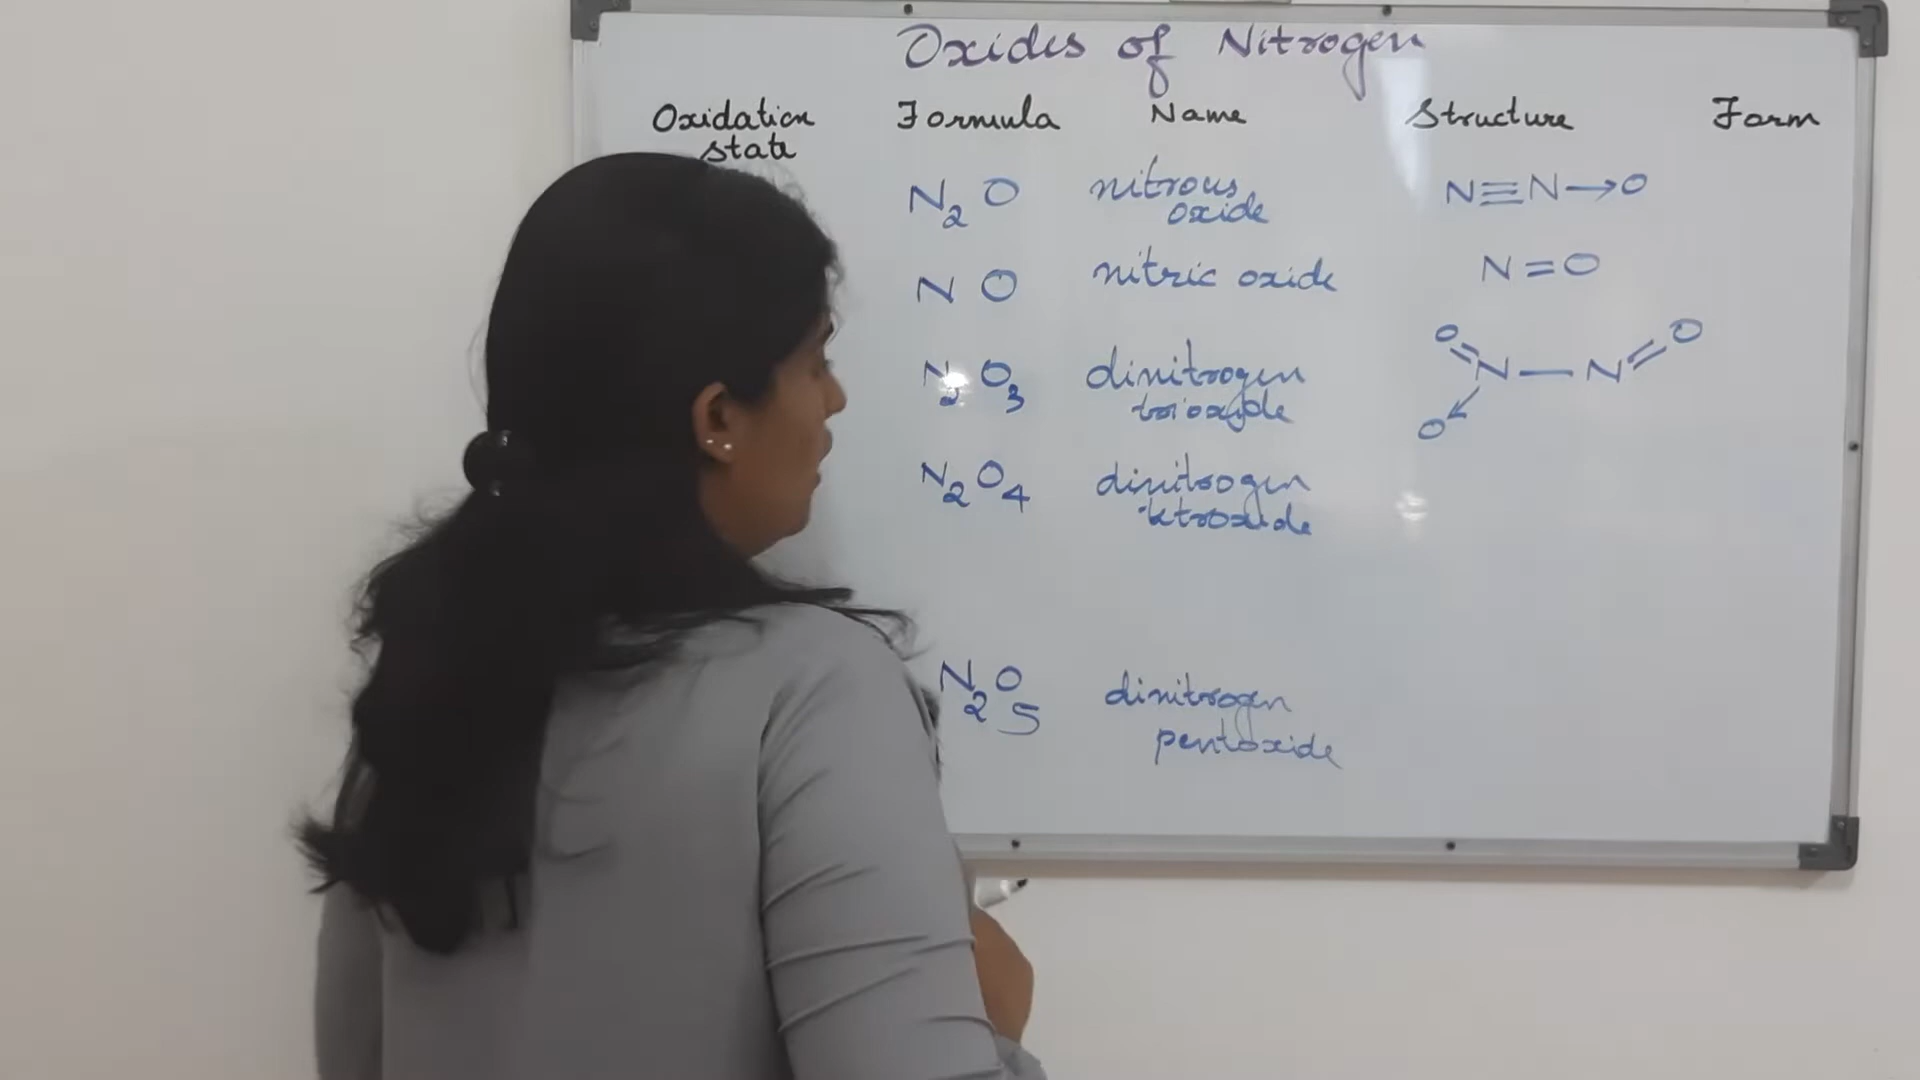 Oxides of Nitrogen
Oxidation state Formula Name Structure Form
N2O nitrous oxide N≡N→O
NO nitric oxide N=O
N2O3 dinitrogen trioxide O=N—N=O
O
N2O4 dinitrogen tetroxide
N2O5 dinitrogen pentoxide